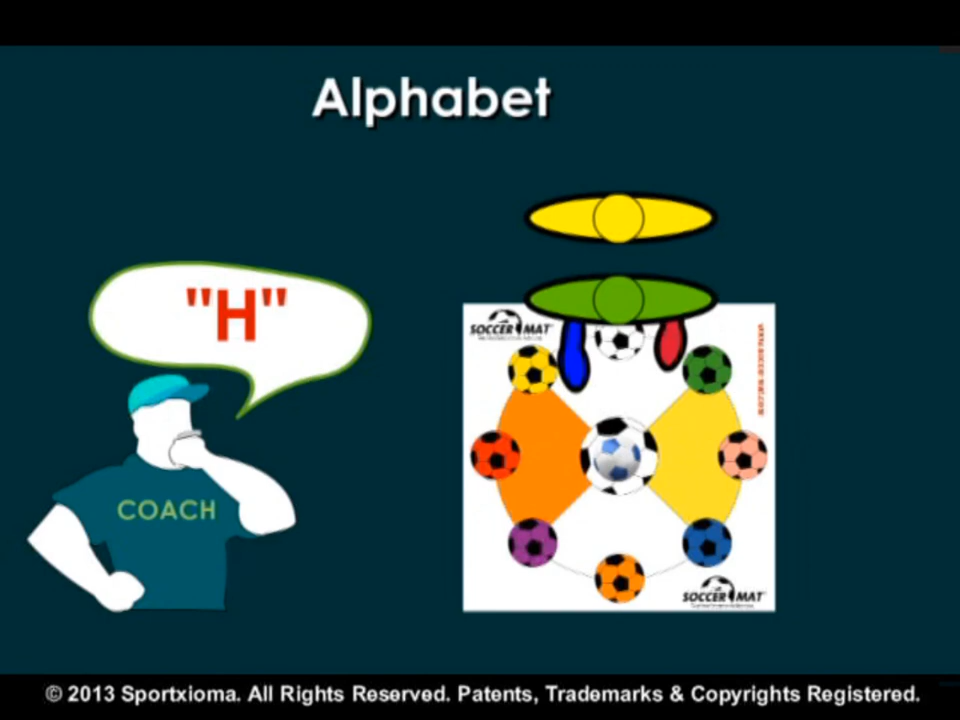 Alphabet
"H"
COACH
SOCCER MAT
SOCCER MAT
© 2013 Sportxioma. All Rights Reserved. Patents, Trademarks & Copyrights Registered.